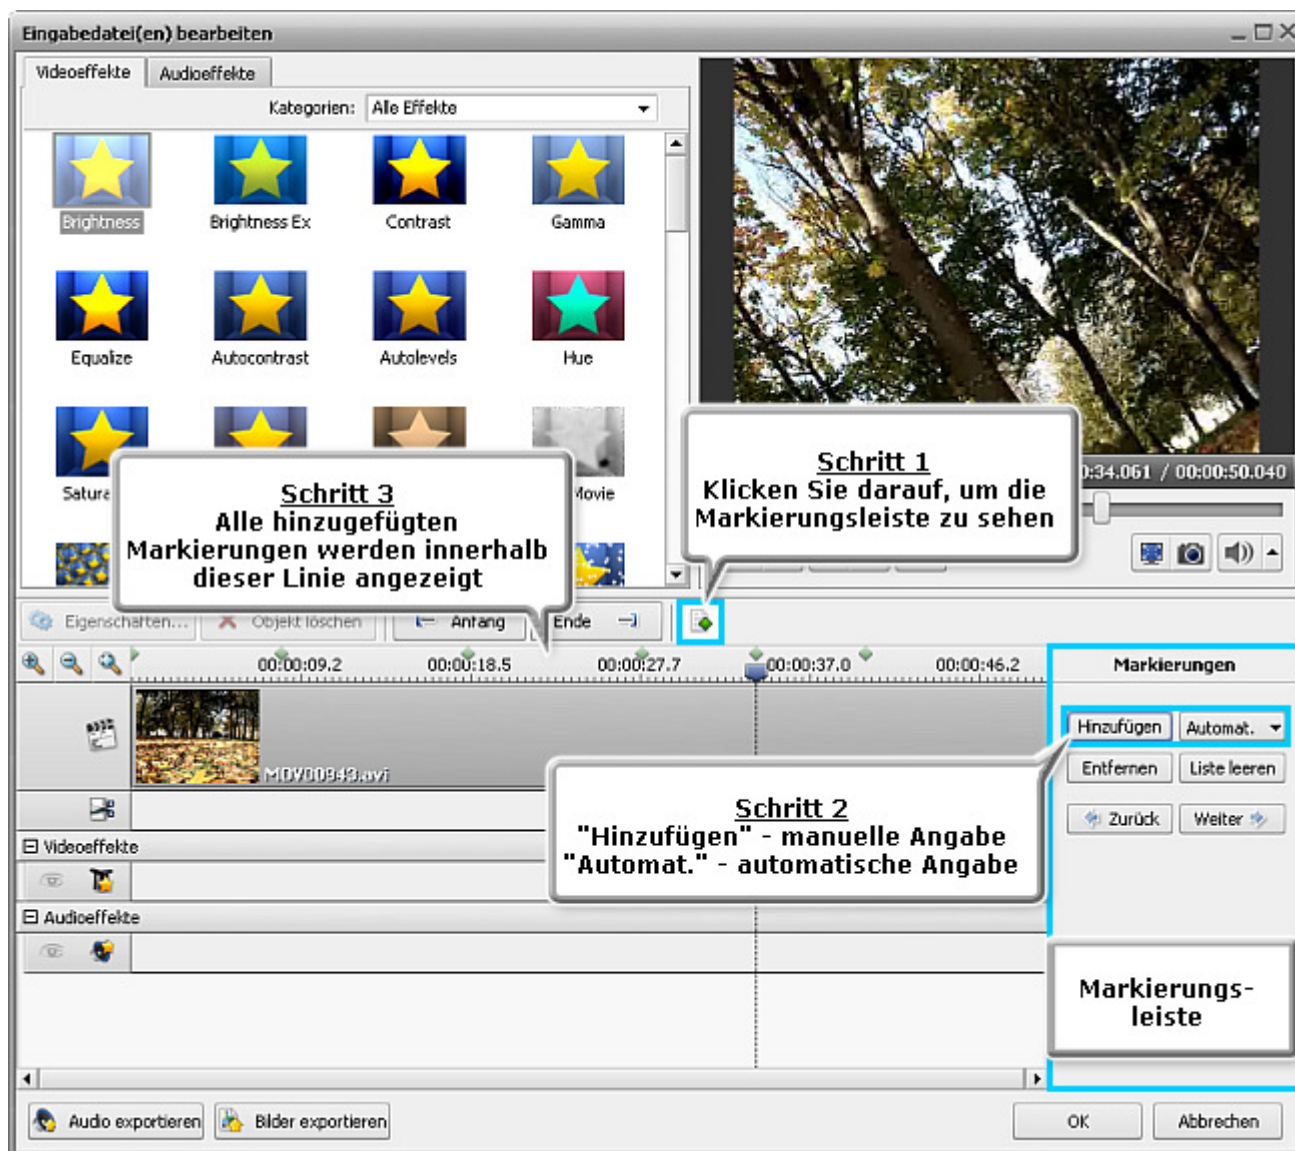 Eingabedatei(en) bearbeiten
Videoeffekte
Audioeffekte
Kategorien:
Alle Effekte
Brightness
Brightness Ex
Contrast
Gamma
Equalize
Autocontrast
Autolevels
Hue
Movie
Schritt 1
Klicken Sie darauf, um die
Markierungsleiste zu sehen
:34.061 / 00:00:50.040
Schritt 3
Alle hinzugefügten
Markierungen werden innerhalb
dieser Linie angezeigt
Eigenschaften...
Objekt löschen
Anfang
Ende
00:00:09.2
00:00:18.5
00:00:27.7
00:00:37.0
00:00:46.2
Markierungen
Hinzufügen
Automat.
Entfernen
Liste leeren
Zurück
Weiter
MOV00943.avi
Schritt 2
"Hinzufügen" - manuelle Angabe
"Automat." - automatische Angabe
Videoeffekte
Audioeffekte
Markierungs-
leiste
Audio exportieren
Bilder exportieren
OK
Abbrechen